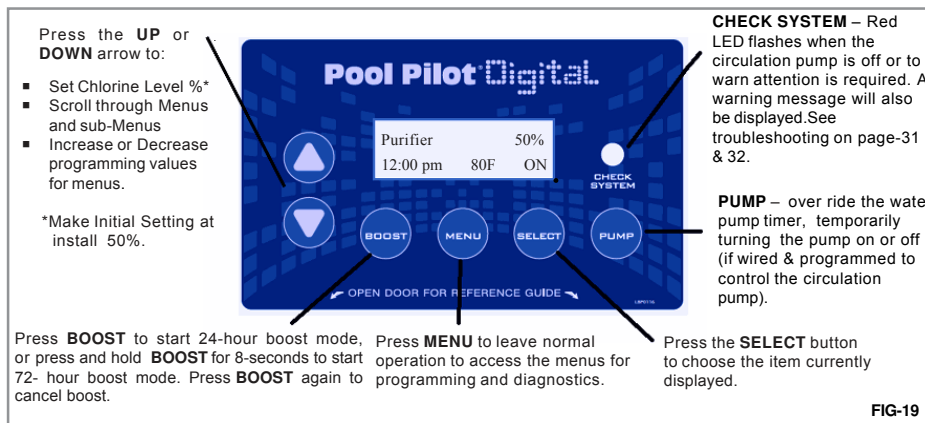 Press the UP or
DOWN arrow to:
■ Set Chlorine Level %*
■ Scroll through Menus
and sub-Menus
■ Increase or Decrease
programming values
for menus.
*Make Initial Setting at
install 50%.
Pool Pilot Digital
Purifier 50%
12:00 pm 80F ON
CHECK
SYSTEM
BOOST MENU SELECT PUMP
OPEN DOOR FOR REFERENCE GUIDE
CHECK SYSTEM – Red
LED flashes when the
circulation pump is off or to
warn attention is required. A
warning message will also
be displayed.See
troubleshooting on page-31
& 32.
PUMP – over ride the wate
pump timer, temporarily
turning the pump on or off
(if wired & programmed to
control the circulation
pump).
Press BOOST to start 24-hour boost mode,
or press and hold BOOST for 8-seconds to start
72- hour boost mode. Press BOOST again to
cancel boost.
Press MENU to leave normal
operation to access the menus for
programming and diagnostics.
Press the SELECT button
to choose the item currently
displayed.
FIG-19